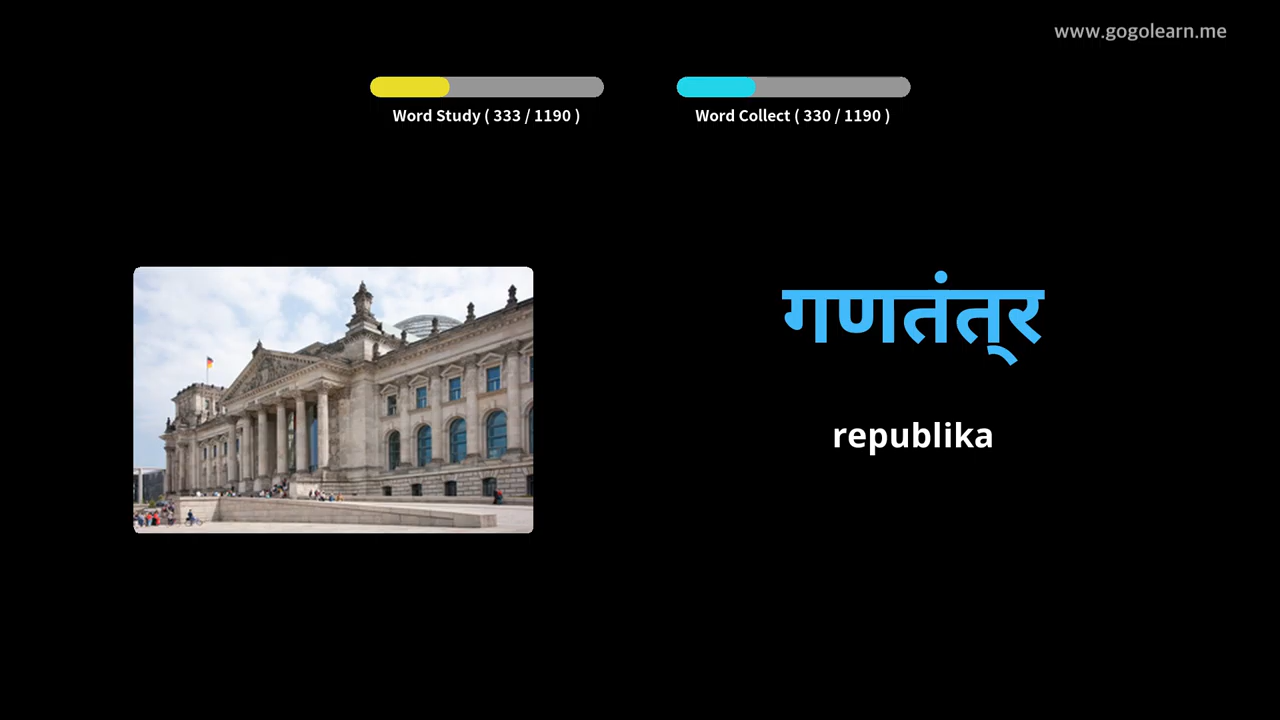 www.gogolearn.me
Word Study ( 333 / 1190 )
Word Collect ( 330 / 1190 )
गणतंत्र
republika